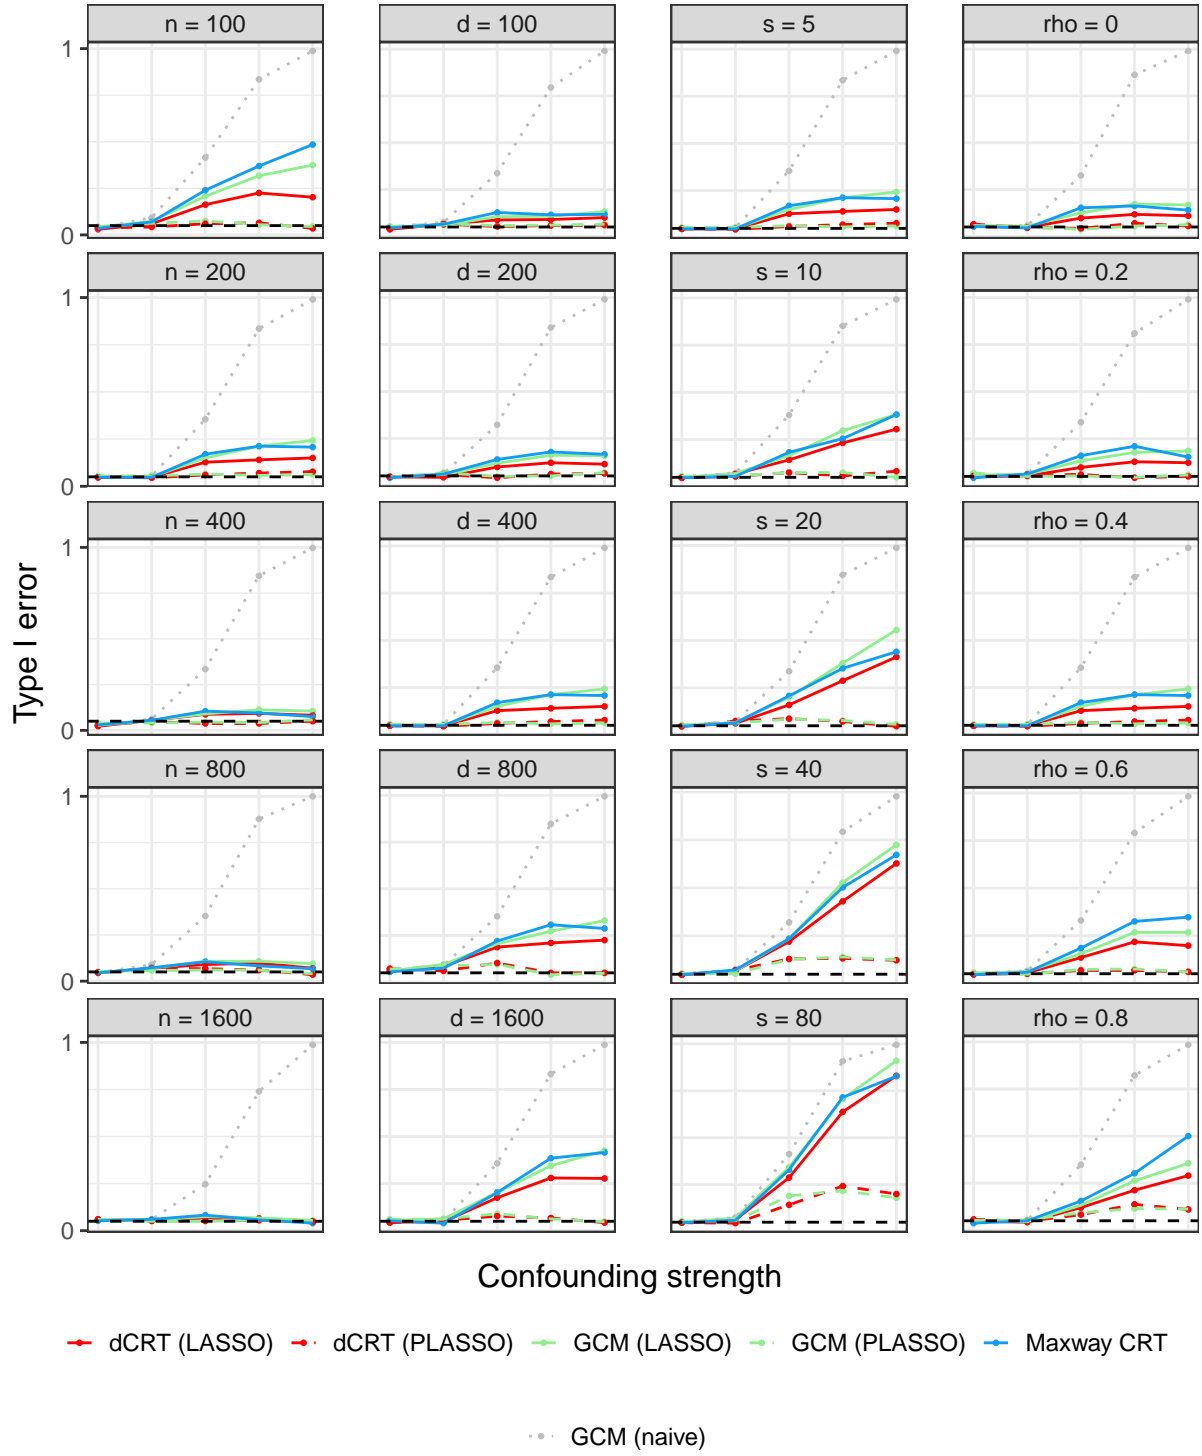 n = 100
d = 100
s = 5
rho = 0
1
0
n = 200
d = 200
s = 10
rho = 0.2
1
0
n = 400
d = 400
s = 20
rho = 0.4
1
0
n = 800
d = 800
s = 40
rho = 0.6
1
0
n = 1600
d = 1600
s = 80
rho = 0.8
1
0
Type I error
Confounding strength
dCRT (LASSO)
dCRT (PLASSO)
GCM (LASSO)
GCM (PLASSO)
Maxway CRT
GCM (naive)